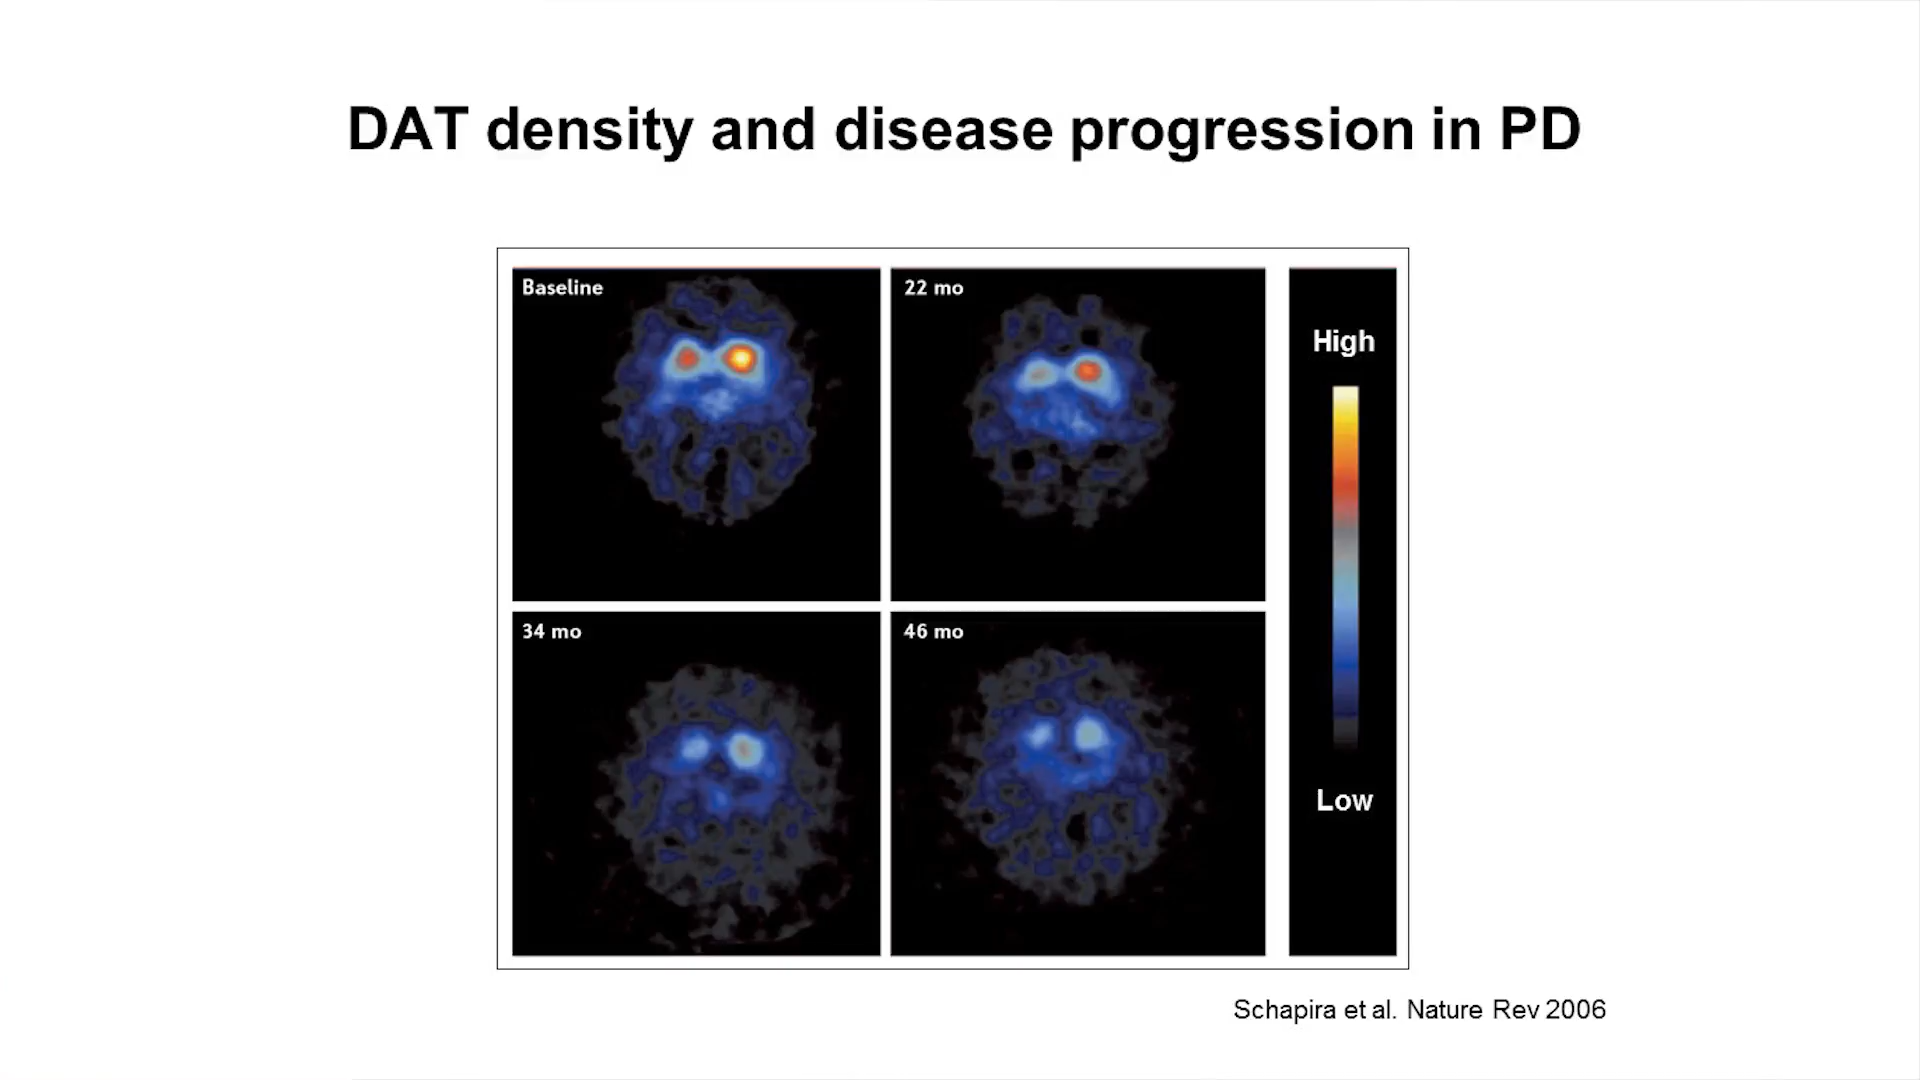 DAT density and disease progression in PD
Baseline
22 mo
High
34 mo
46 mo
Low
Schapira et al. Nature Rev 2006